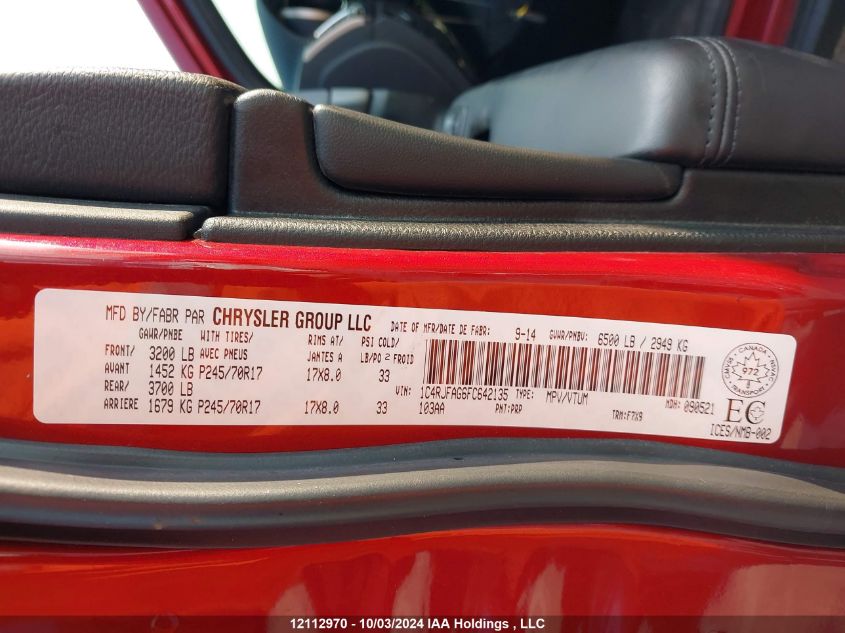 MFD BY/FABR PAR CHRYSLER GROUP LLC DATE OF MFR/DATE DE FABR: 9-14 GVWR/PNBV: 6500 LB / 2949 KG
GAWR/PNBE WITH TIRES/ RIMS AT/ PSI COLD/
FRONT/ 3200 LB AVEC PNEUS JANTES A LB/PO 2 FROID
AVANT 1452 KG P245/70R17 17X8.0 33
REAR/ 3700 LB
ARRIERE 1679 KG P245/70R17 17X8.0 33
VIN: 1C4RJFAG6FC642135 TYPE: MPV/VTUM MDH: 090521
103AA PNT: PRP TRM: F7X9
CANADA
972
TRANSPORT
EC
ICES/NMB-002
12112970 - 10/03/2024 IAA Holdings , LLC